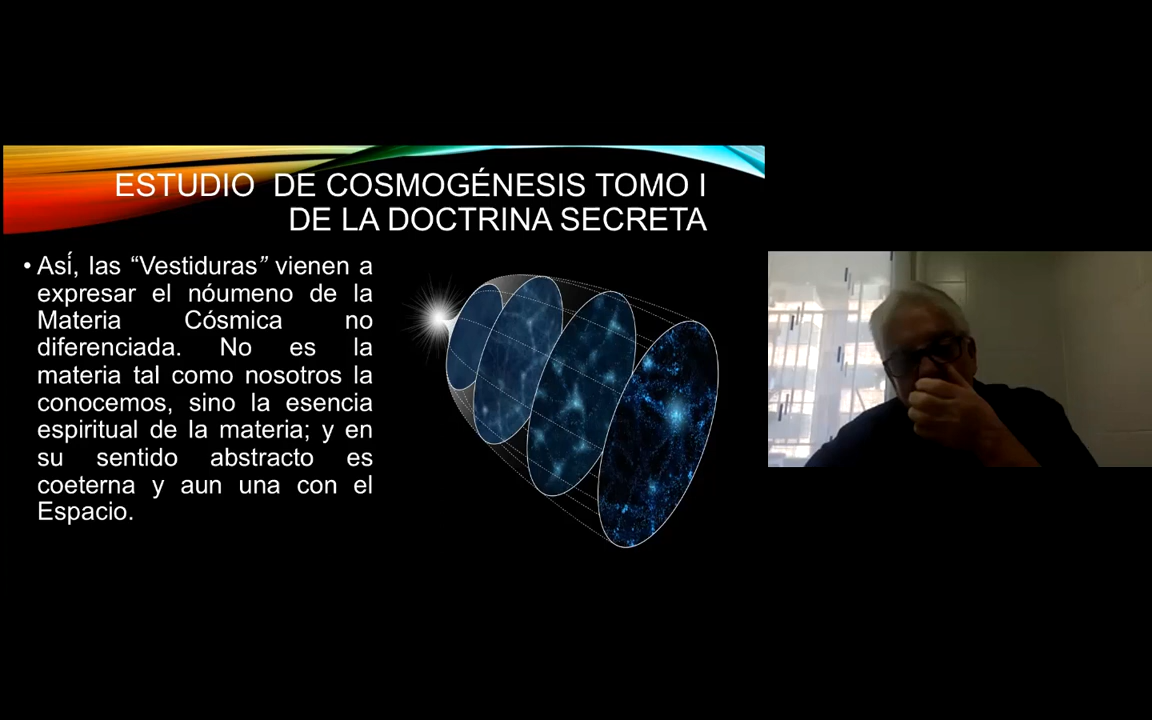 ESTUDIO DE COSMOGÉNESIS TOMO I
DE LA DOCTRINA SECRETA
• Así, las “Vestiduras” vienen a
expresar el nóumeno de la
Materia Cósmica no
diferenciada. No es la
materia tal como nosotros la
conocemos, sino la esencia
espiritual de la materia; y en
su sentido abstracto es
coeterna y aun una con el
Espacio.